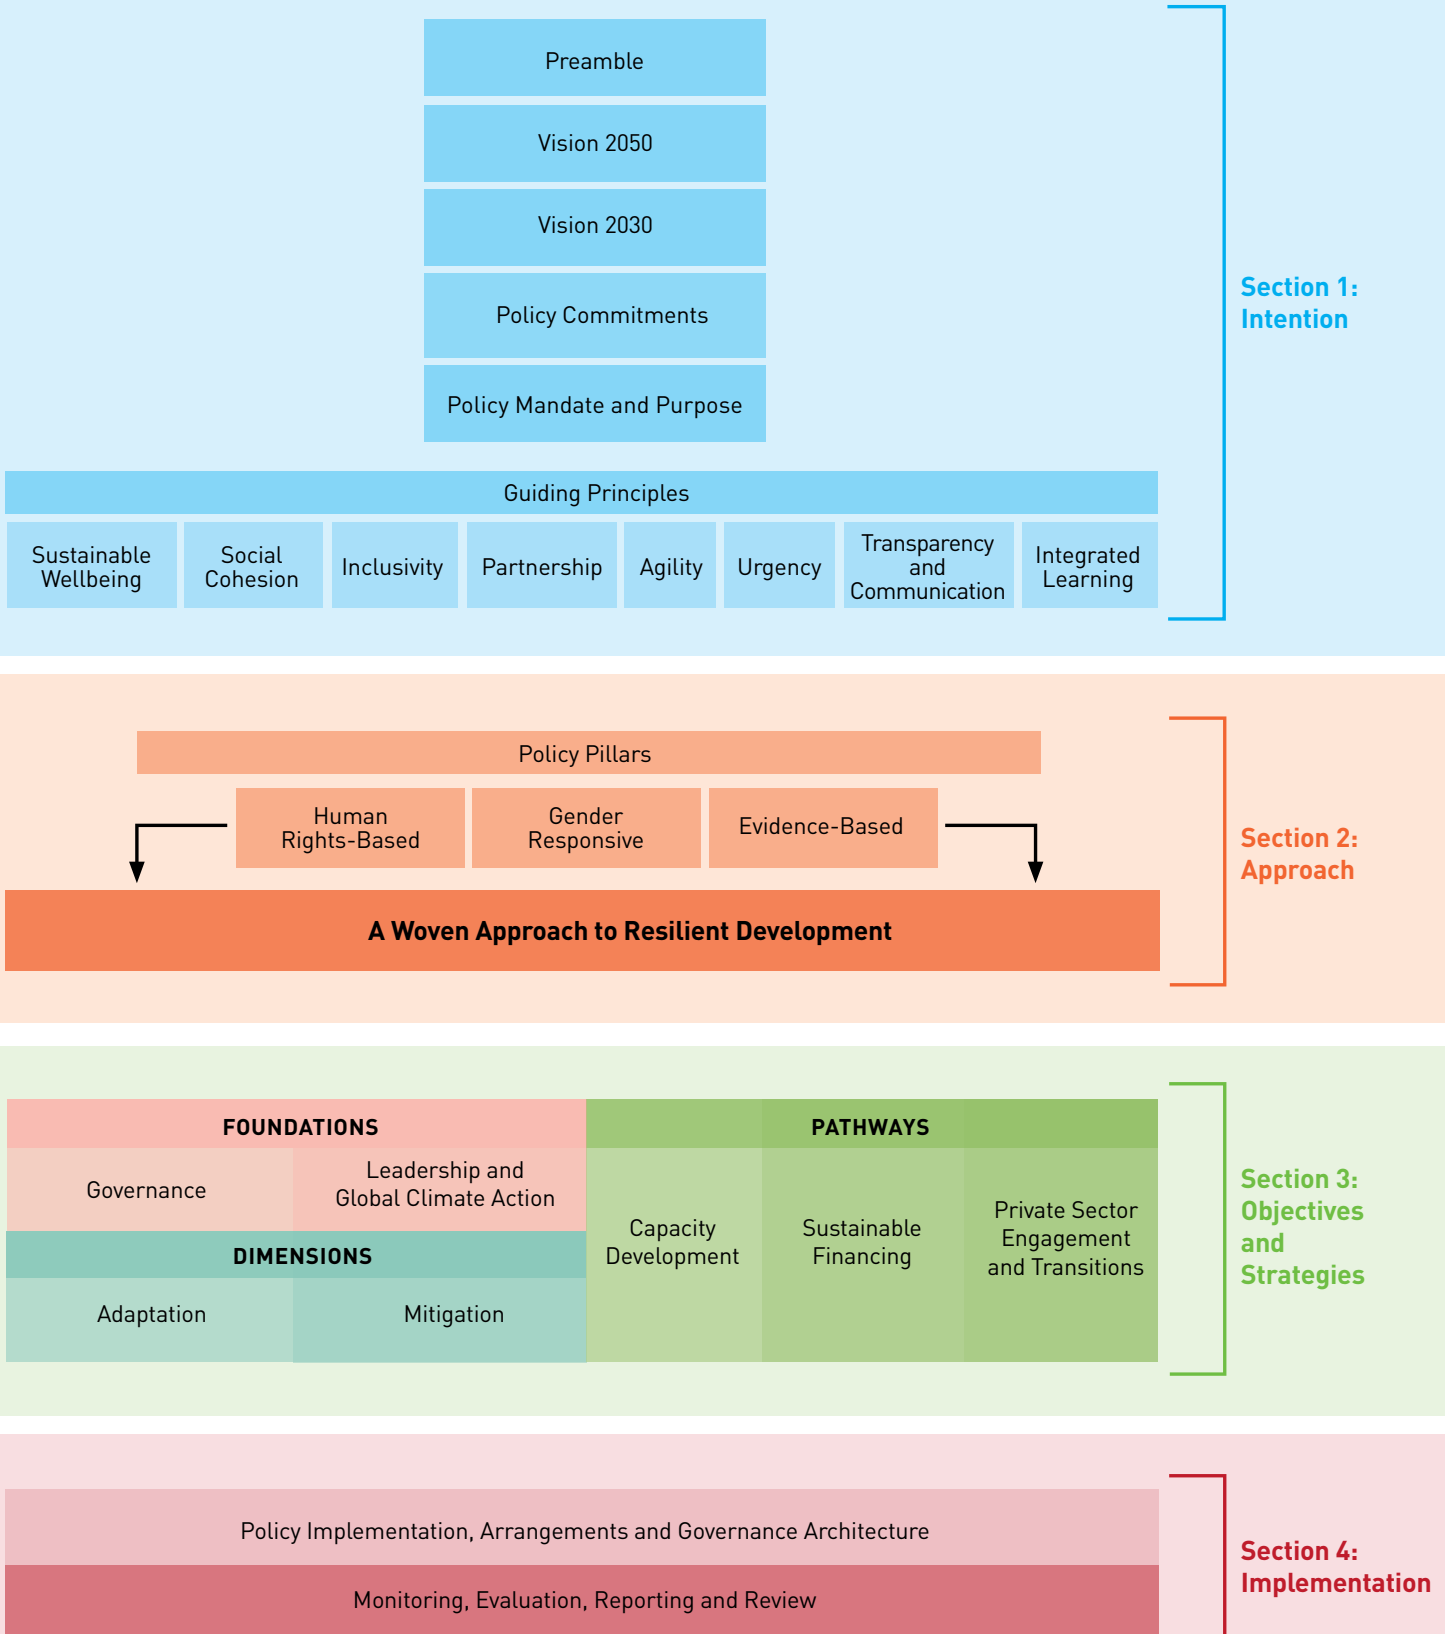 Preamble
Vision 2050
Vision 2030
Policy Commitments
Policy Mandate and Purpose
Section 1:
Intention
Guiding Principles
Sustainable
Wellbeing
Social
Cohesion
Inclusivity
Partnership
Agility
Urgency
Transparency
and
Communication
Integrated
Learning
Policy Pillars
Human
Rights-Based
Gender
Responsive
Evidence-Based
A Woven Approach to Resilient Development
Section 2:
Approach
FOUNDATIONS
Governance
Leadership and
Global Climate Action
DIMENSIONS
Adaptation
Mitigation
PATHWAYS
Capacity
Development
Sustainable
Financing
Private Sector
Engagement
and Transitions
Section 3:
Objectives
and
Strategies
Policy Implementation, Arrangements and Governance Architecture
Monitoring, Evaluation, Reporting and Review
Section 4:
Implementation